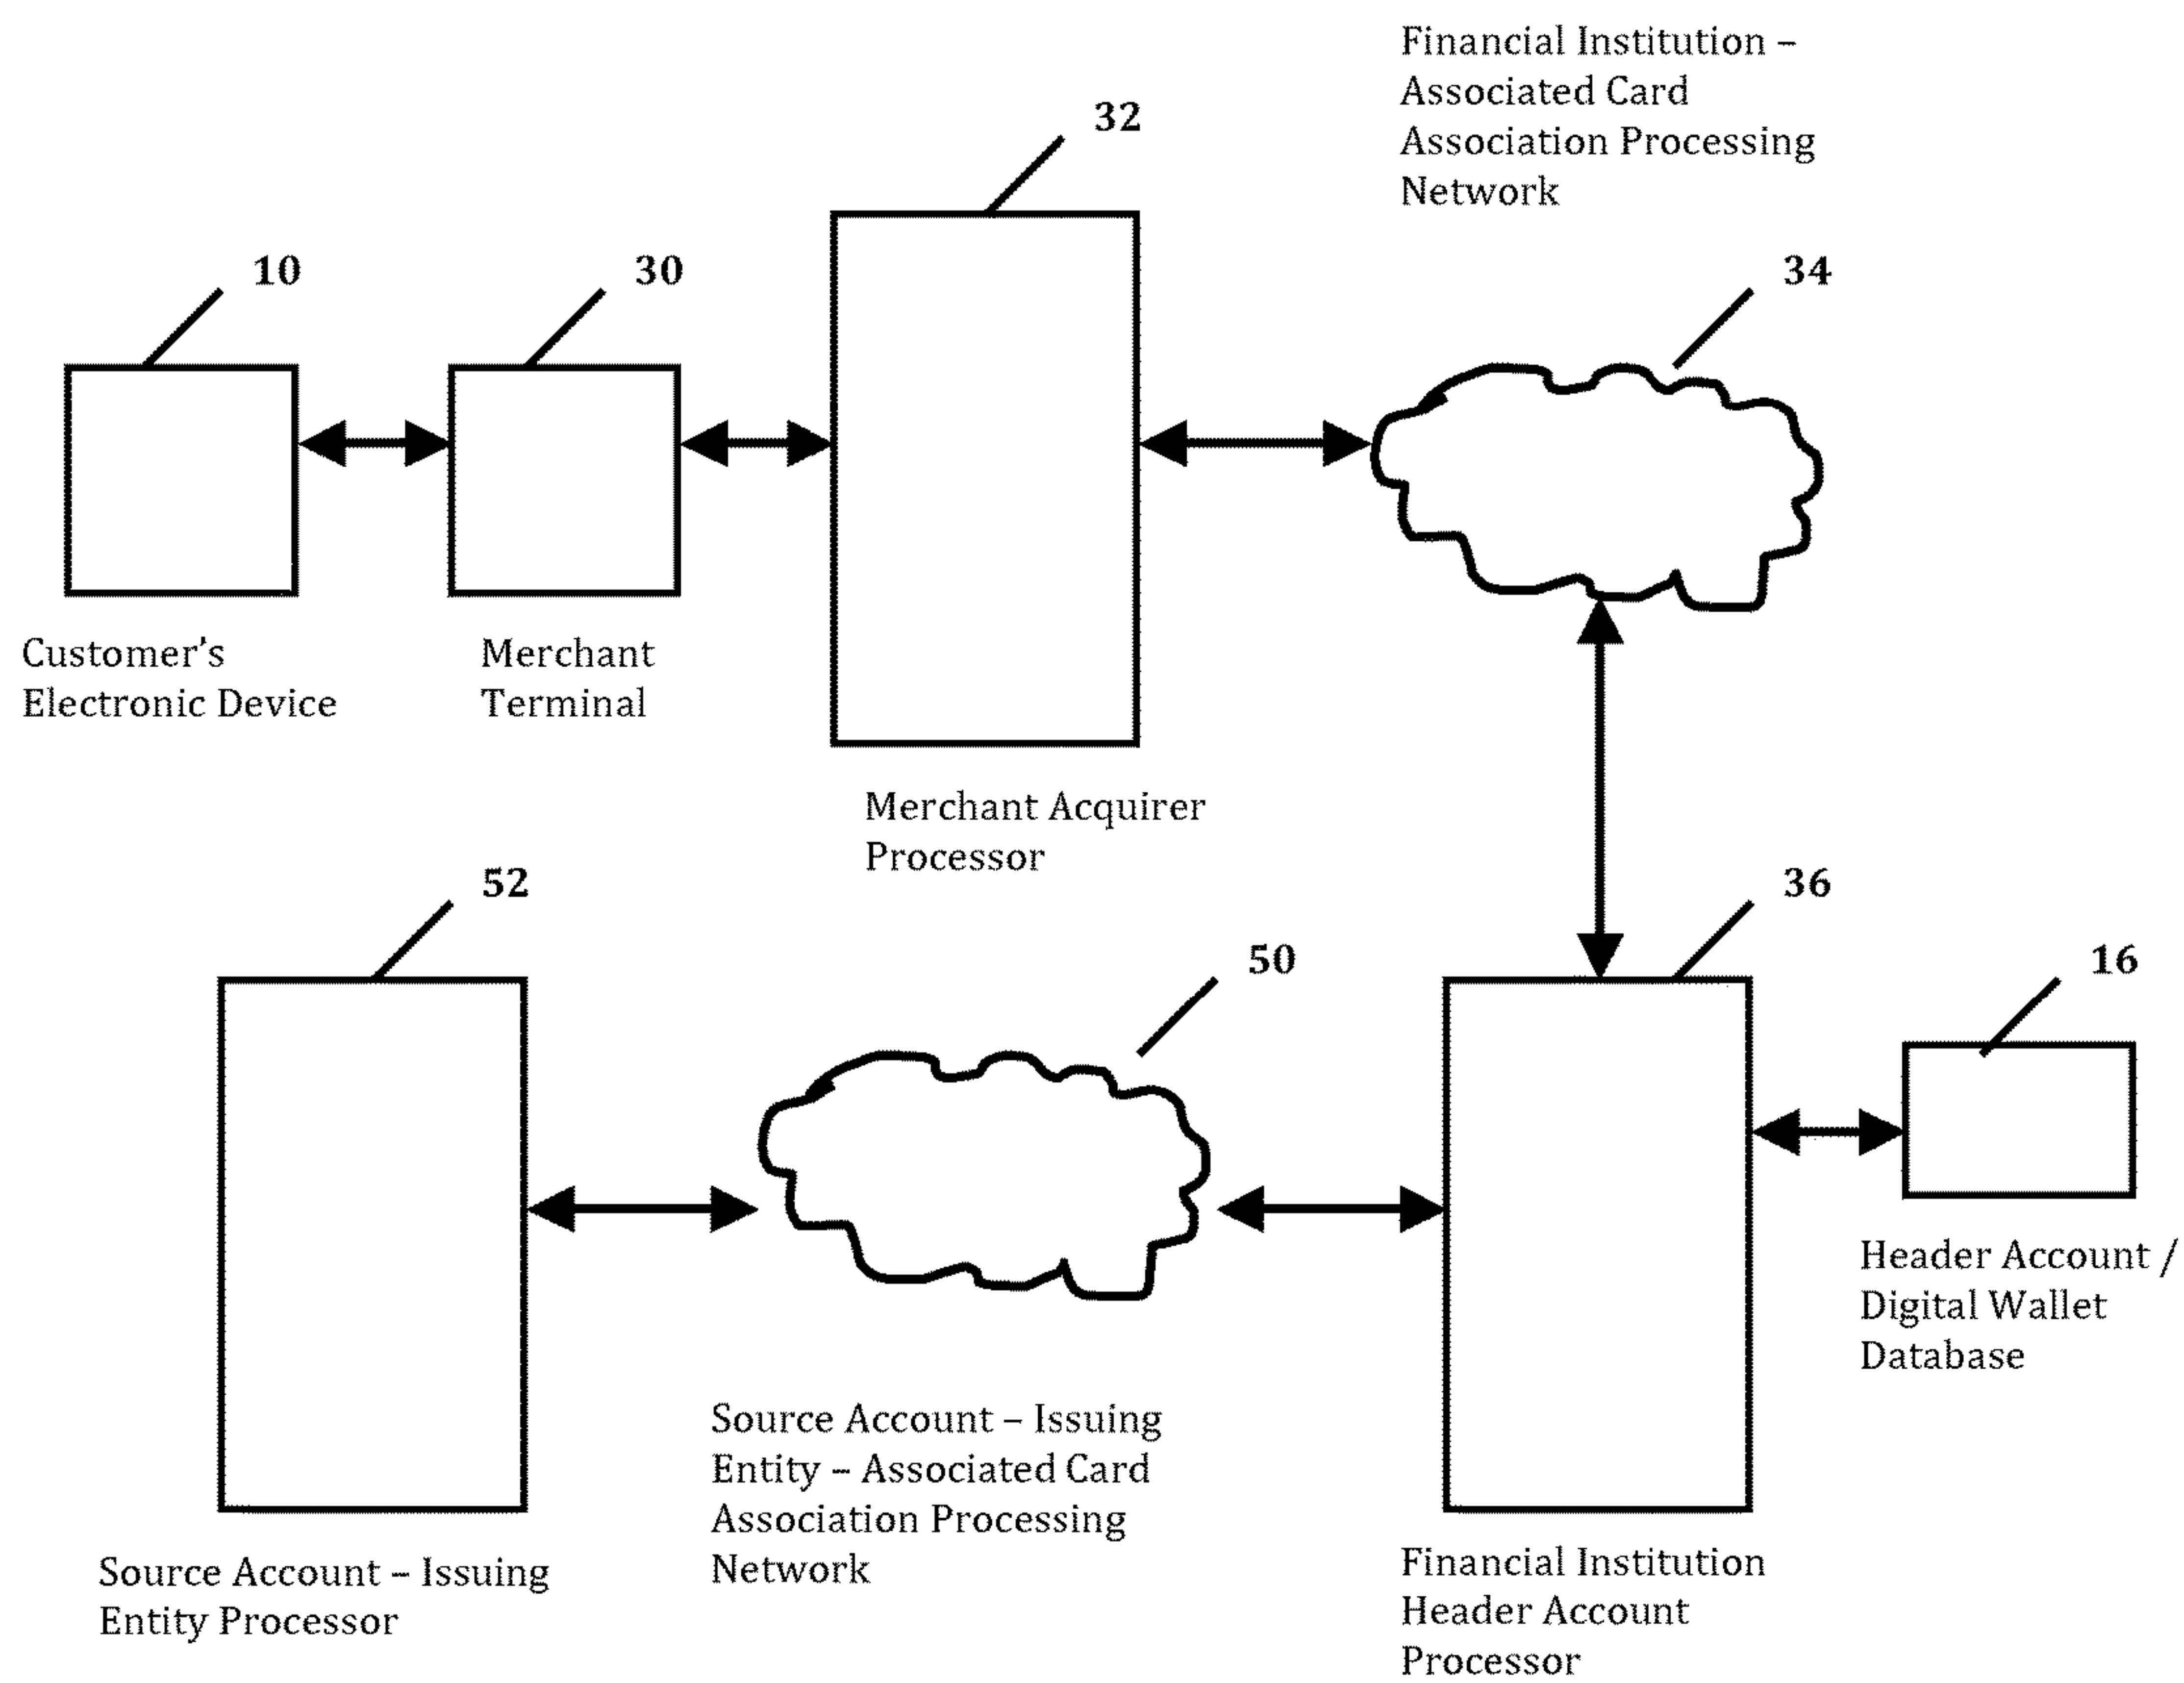 Financial Institution –
Associated Card
Association Processing
Network
32
10
30
34
Customer's
Electronic Device
Merchant
Terminal
Merchant Acquirer
Processor
52
36
50
16
Header Account /
Digital Wallet
Database
Source Account – Issuing
Entity – Associated Card
Association Processing
Network
Source Account – Issuing
Entity Processor
Financial Institution
Header Account
Processor